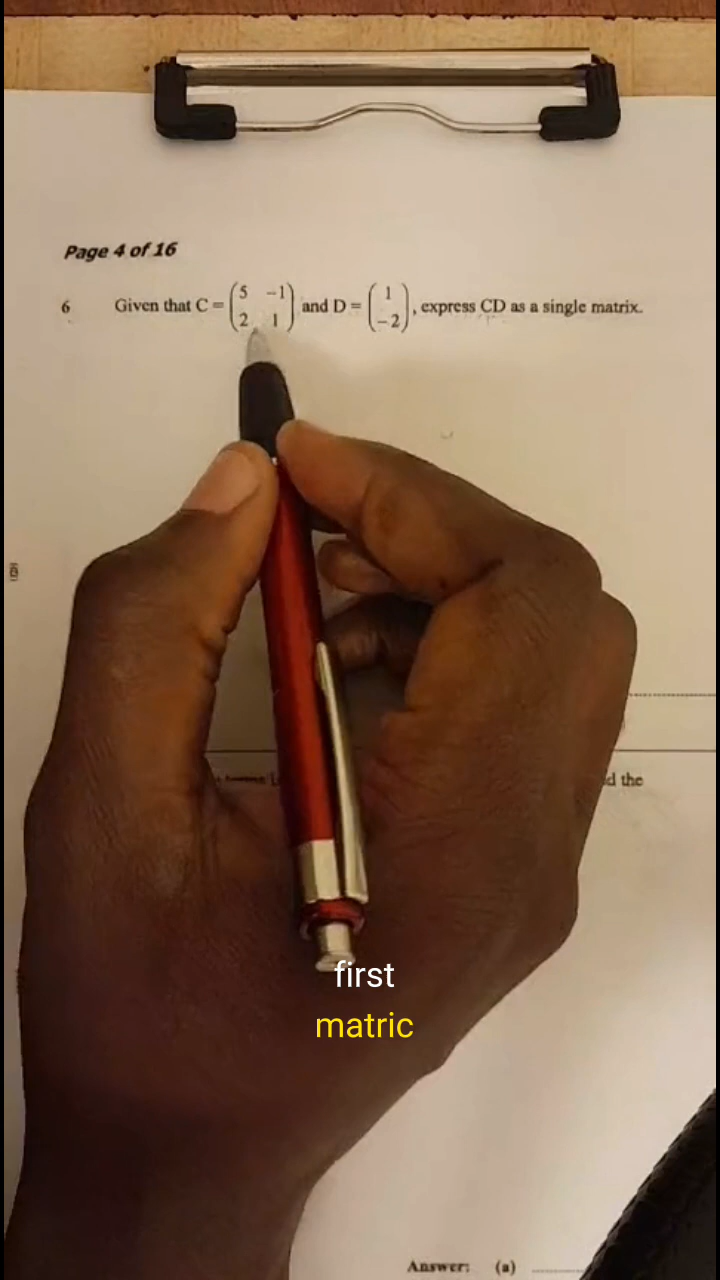 Page 4 of 16
6 Given that C = (5 -1
2 1) and D = (1
-2), express CD as a single matrix.
d the
first
matric
Answer: (a)